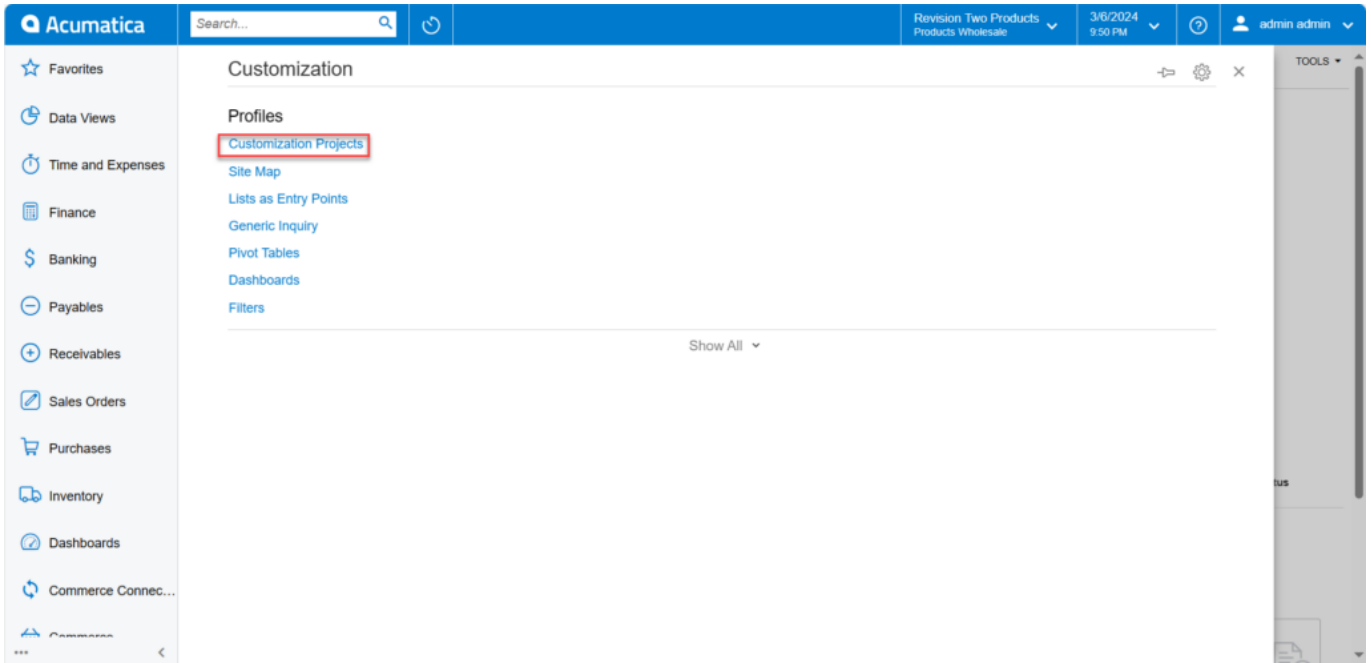 Acumatica
Search...
Revision Two Products
Products Wholesale
3/6/2024
9:50 PM
admin admin
Favorites
Data Views
Time and Expenses
Finance
Banking
Payables
Receivables
Sales Orders
Purchases
Inventory
Dashboards
Commerce Connec...
Commerce
Customization
Profiles
Customization Projects
Site Map
Lists as Entry Points
Generic Inquiry
Pivot Tables
Dashboards
Filters
Show All
TOOLS
tus